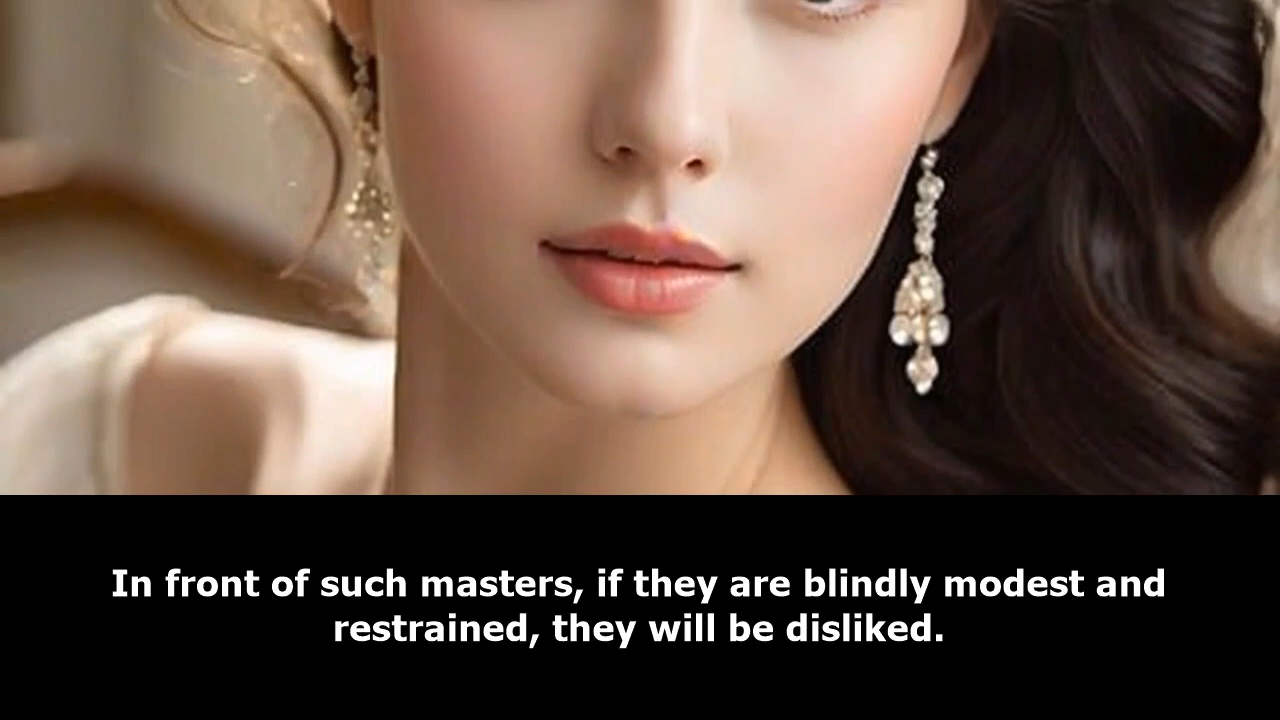 In front of such masters, if they are blindly modest and
restrained, they will be disliked.